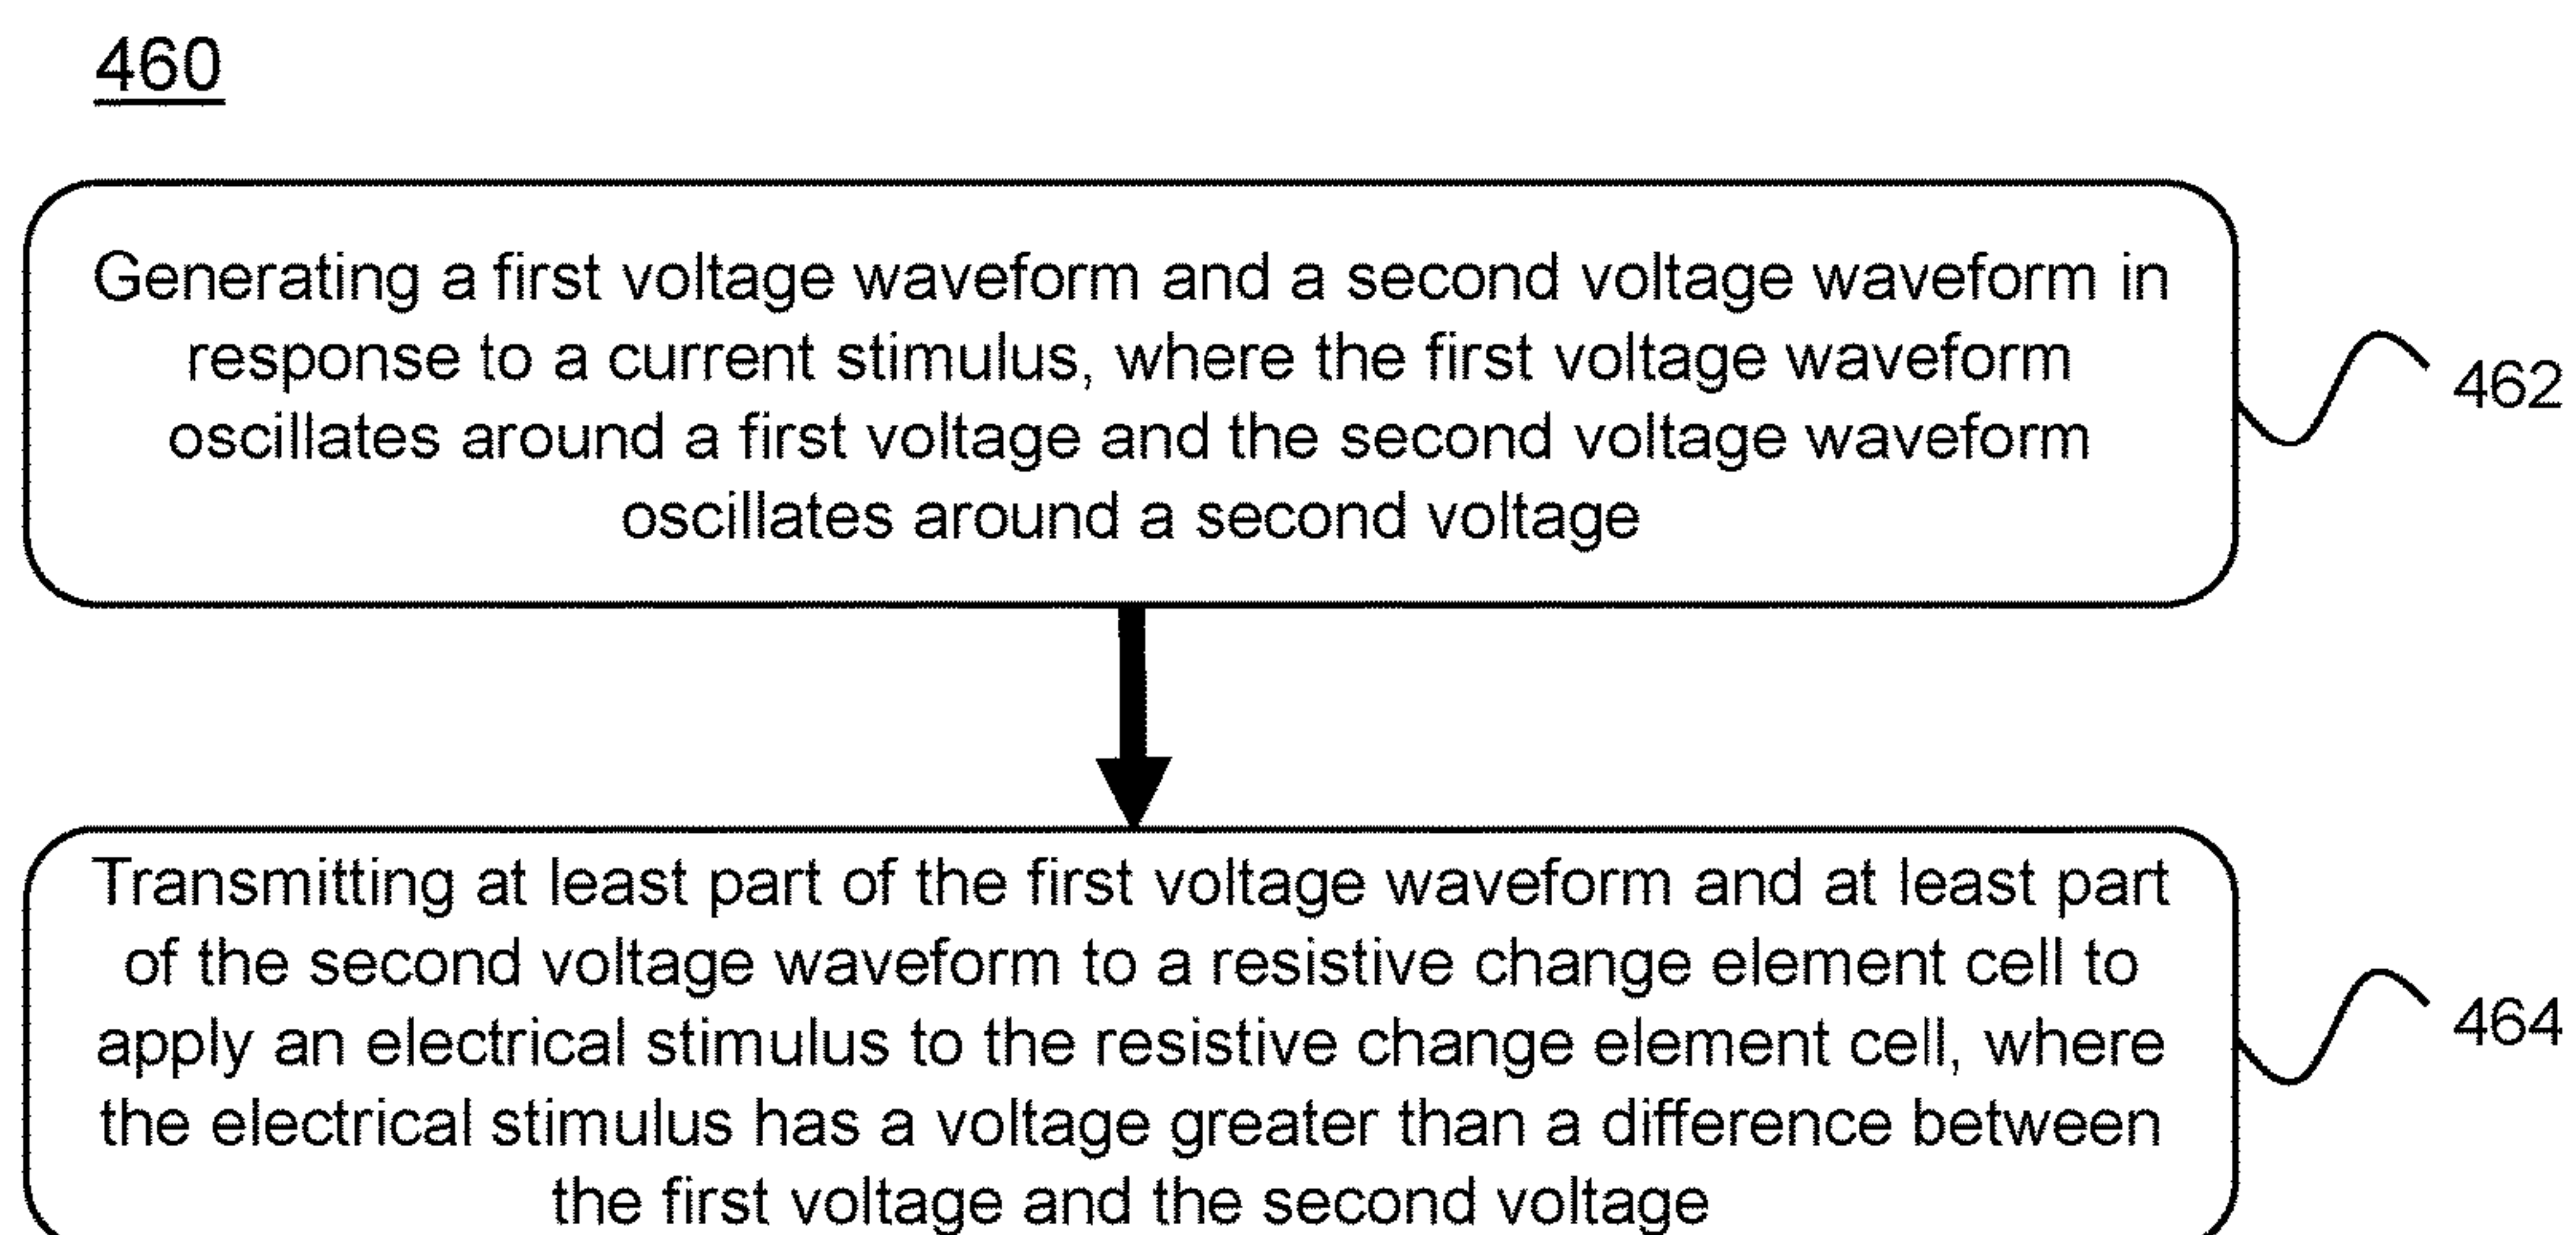 460
Generating a first voltage waveform and a second voltage waveform in
response to a current stimulus, where the first voltage waveform
oscillates around a first voltage and the second voltage waveform
oscillates around a second voltage
462
Transmitting at least part of the first voltage waveform and at least part
of the second voltage waveform to a resistive change element cell to
apply an electrical stimulus to the resistive change element cell, where
the electrical stimulus has a voltage greater than a difference between
the first voltage and the second voltage
464